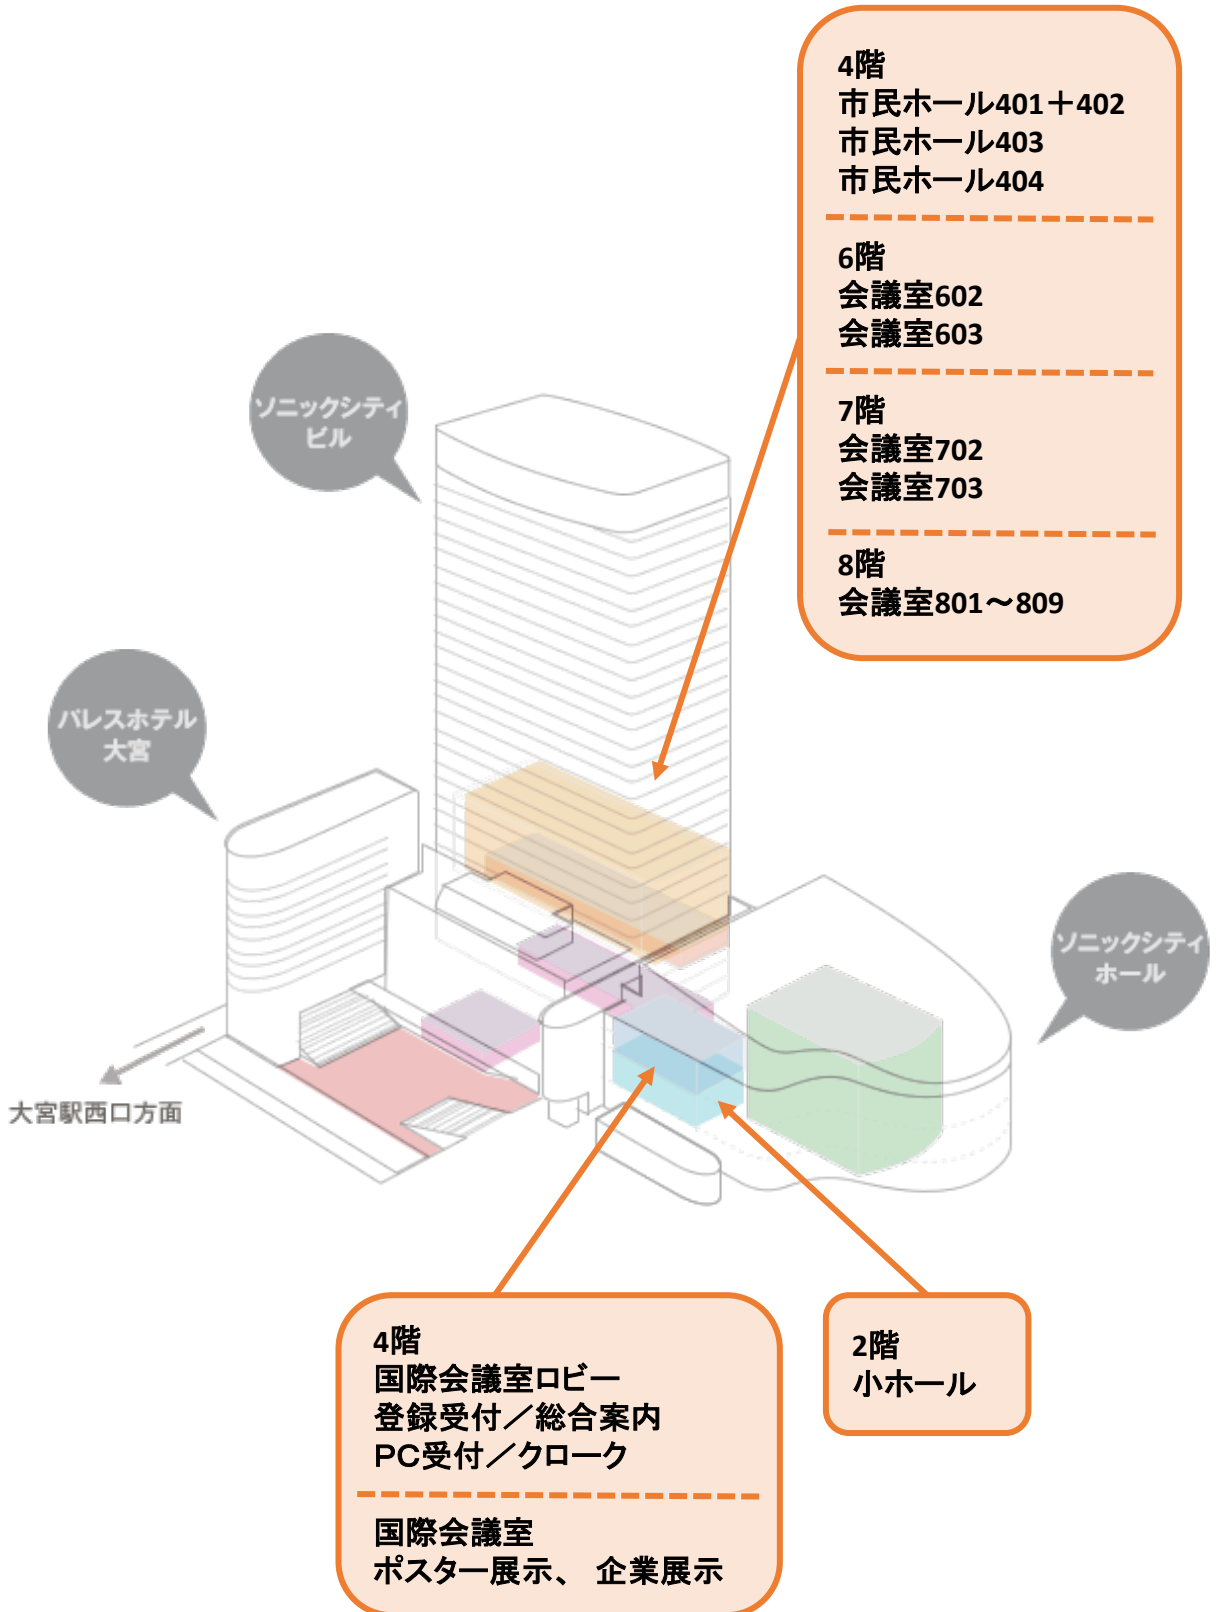 4階
市民ホール401＋402
市民ホール403
市民ホール404
6階
会議室602
会議室603
7階
会議室702
会議室703
8階
会議室801～809
ソニックシティ
ビル
パレスホテル
大宮
ソニックシティ
ホール
大宮駅西口方面
4階
国際会議室ロビー
登録受付／総合案内
ＰＣ受付／クローク
国際会議室
ポスター展示、 企業展示
2階
小ホール